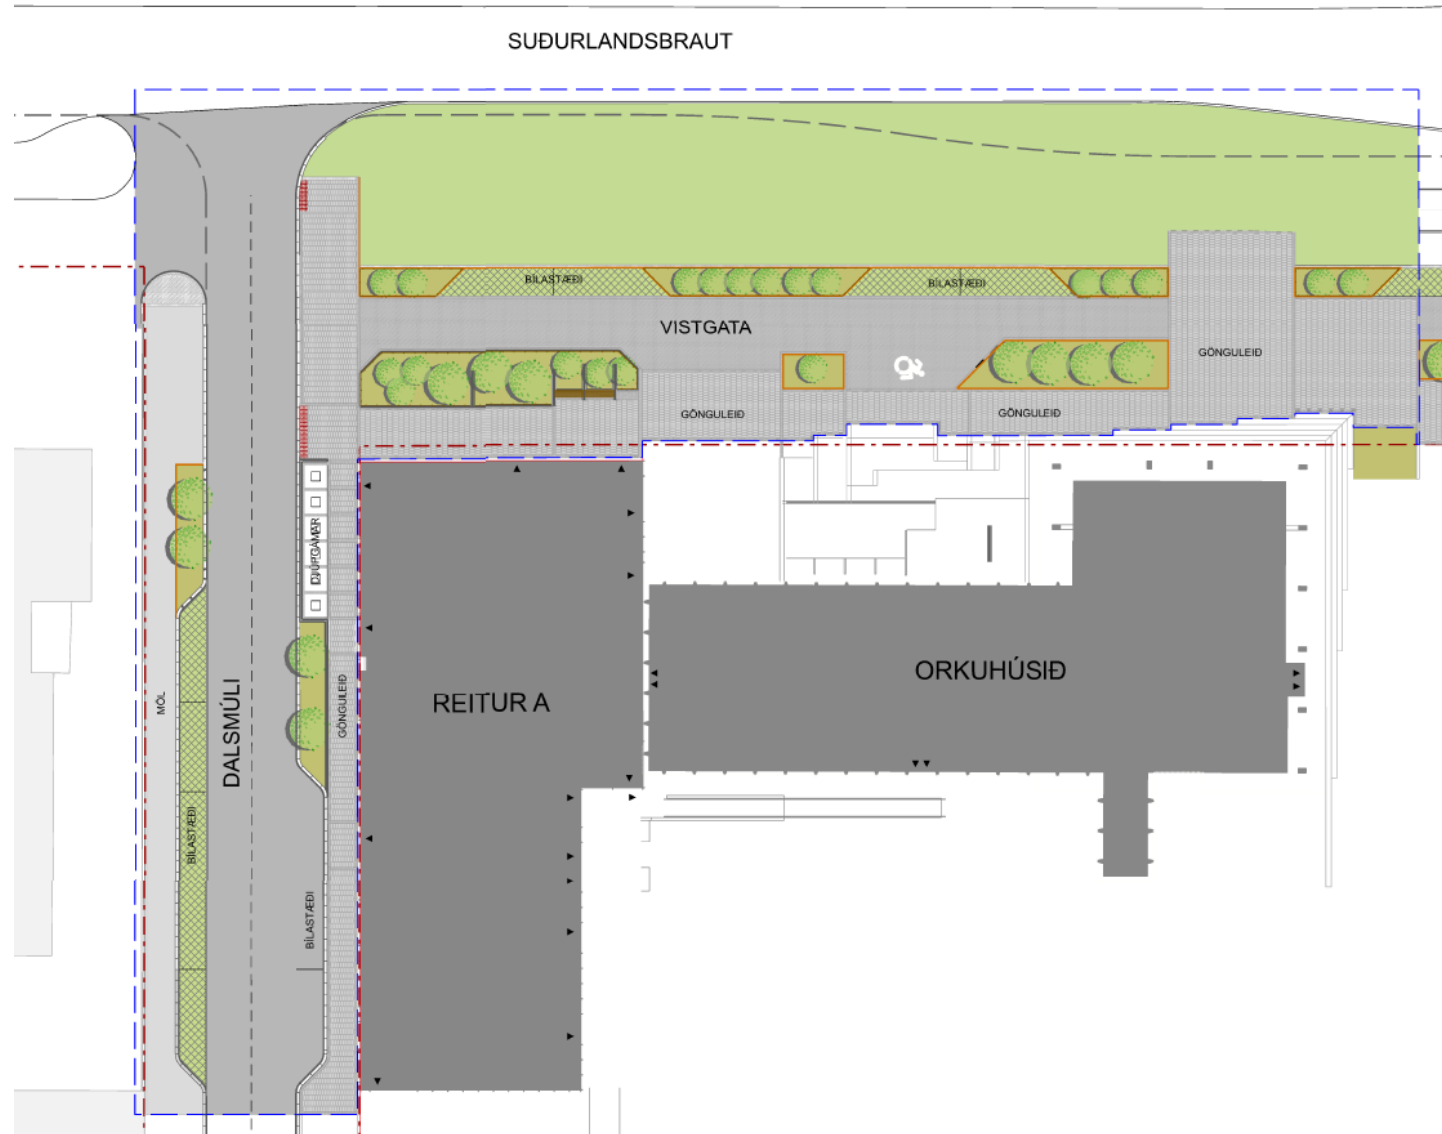 SUÐURLANDSBRAUT
BÍLASTÆÐI
BÍLASTÆÐI
VISTGATA
GÖNGULEIÐ
GÖNGULEIÐ
GÖNGULEIÐ
DJÚPGÁMAR
ORKUHÚSIÐ
REITUR A
MÖL
DALSMÚLI
GÖNGULEIÐ
BÍLASTÆÐI
BÍLASTÆÐI